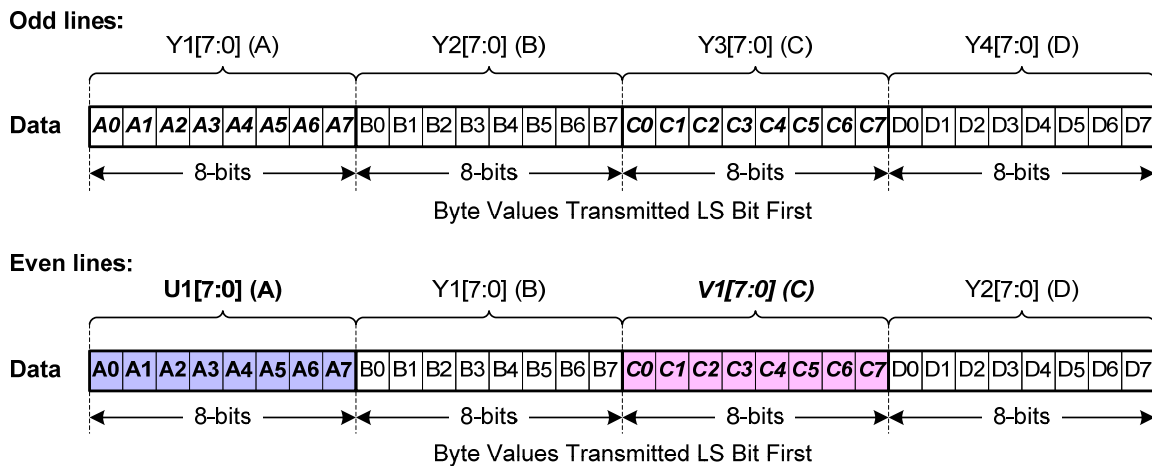 Odd lines:
Y1[7:0] (A) Y2[7:0] (B) Y3[7:0] (C) Y4[7:0] (D)
Data A0 A1 A2 A3 A4 A5 A6 A7 B0 B1 B2 B3 B4 B5 B6 B7 C0 C1 C2 C3 C4 C5 C6 C7 D0 D1 D2 D3 D4 D5 D6 D7
8-bits 8-bits 8-bits 8-bits
Byte Values Transmitted LS Bit First
Even lines:
U1[7:0] (A) Y1[7:0] (B) V1[7:0] (C) Y2[7:0] (D)
Data A0 A1 A2 A3 A4 A5 A6 A7 B0 B1 B2 B3 B4 B5 B6 B7 C0 C1 C2 C3 C4 C5 C6 C7 D0 D1 D2 D3 D4 D5 D6 D7
8-bits 8-bits 8-bits 8-bits
Byte Values Transmitted LS Bit First